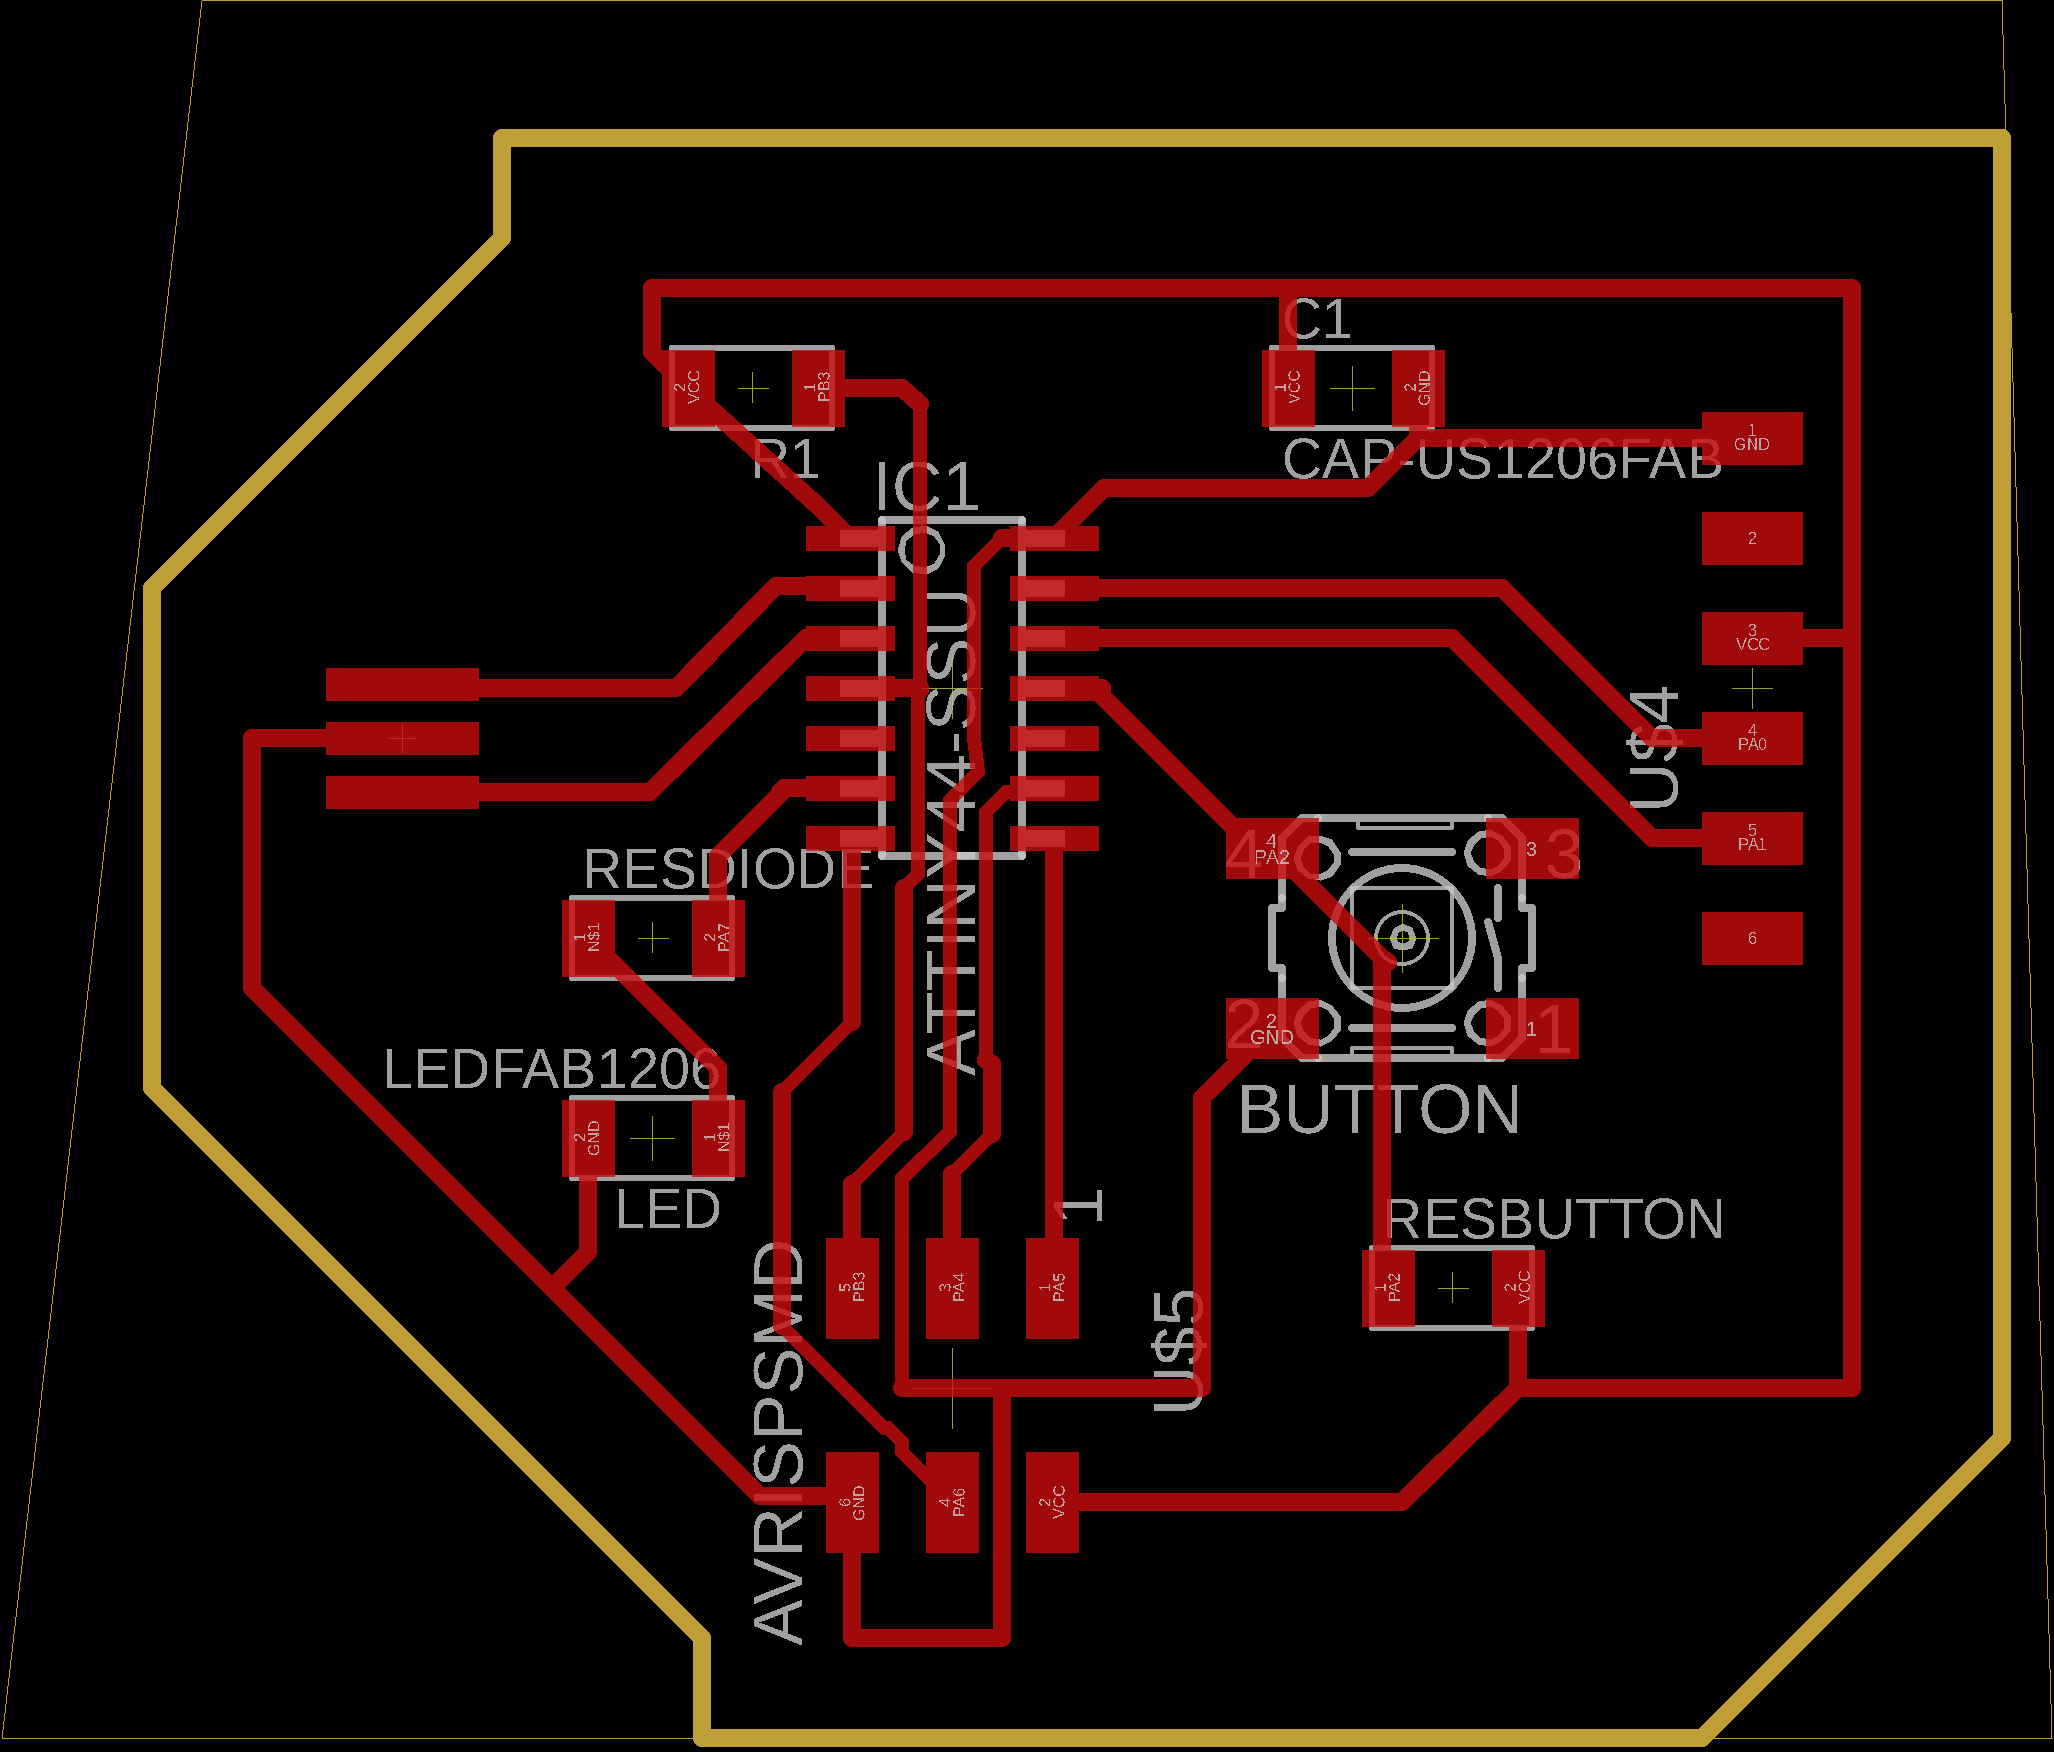 C1
2
VCC
1
PB3
1
VCC
2
GND
R1
CAP-US1206FAB
1
GND
IC1
2
3
VCC
ATTINY44-SSU
U$4
4
PA0
5
PA1
6
RESDIODE
1
N$1
2
PA7
4
4
PA2
3
3
2
2
GND
1
1
BUTTON
LEDFAB1206
2
GND
1
N$1
LED
1
RESBUTTON
5
PB3
3
PA4
1
PA5
1
PA2
2
VCC
U$5
AVRISPSMD
6
GND
4
PA6
2
VCC